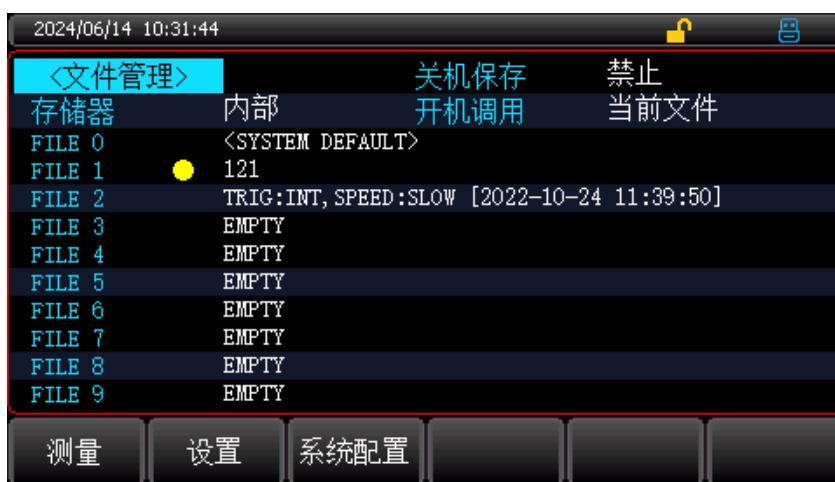 2024/06/14 10:31:44
<文件管理> 关机保存 禁止
存储器 内部 开机调用 当前文件
FILE 0 <SYSTEM DEFAULT>
FILE 1 121
FILE 2 TRIG:INT,SPEED:SLOW [2022-10-24 11:39:50]
FILE 3 EMPTY
FILE 4 EMPTY
FILE 5 EMPTY
FILE 6 EMPTY
FILE 7 EMPTY
FILE 8 EMPTY
FILE 9 EMPTY
测量 设置 系统配置